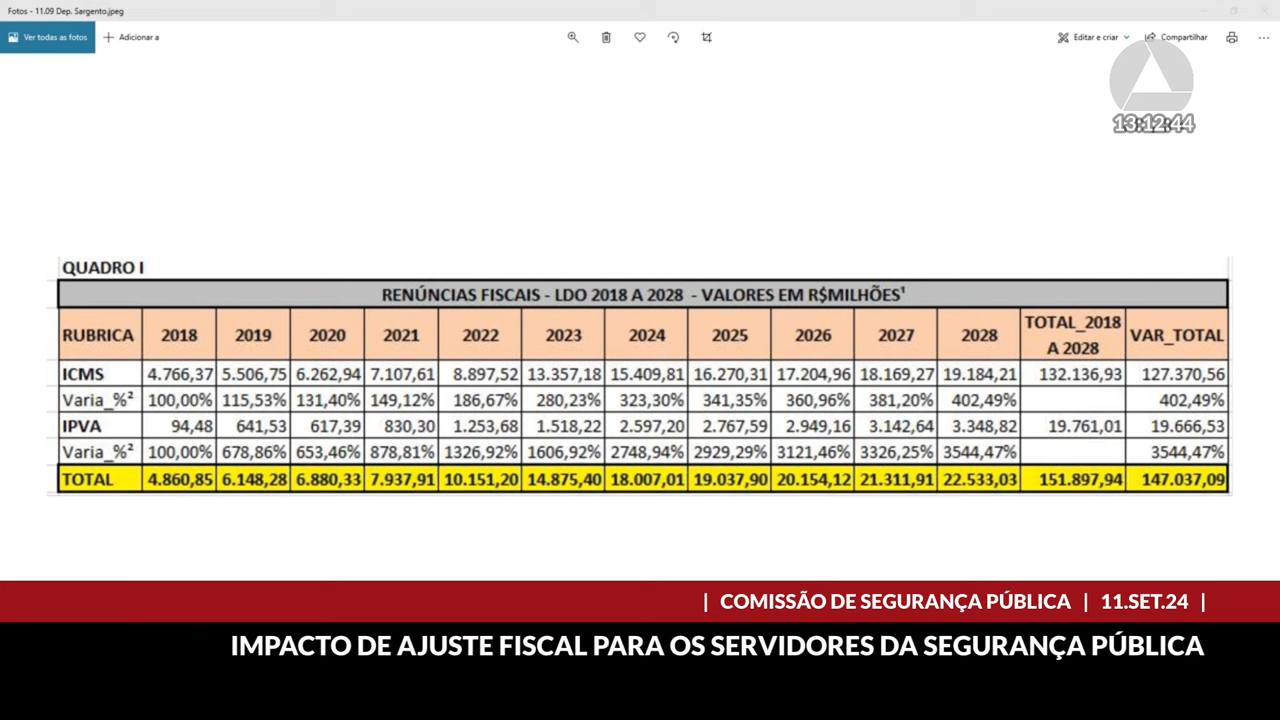 Fotos - 11.09 Dep. Sargento.jpeg
Ver todas as fotos Adicionar a Editar e criar Compartilhar
13:12:44
QUADRO I
RENÚNCIAS FISCAIS - LDO 2018 A 2028 - VALORES EM R$MILHÕES¹
RUBRICA 2018 2019 2020 2021 2022 2023 2024 2025 2026 2027 2028 TOTAL_2018 A 2028 VAR_TOTAL
ICMS 4.766,37 5.506,75 6.262,94 7.107,61 8.897,52 13.357,18 15.409,81 16.270,31 17.204,96 18.169,27 19.184,21 132.136,93 127.370,56
Varia_%² 100,00% 115,53% 131,40% 149,12% 186,67% 280,23% 323,30% 341,35% 360,96% 381,20% 402,49% 402,49%
IPVA 94,48 641,53 617,39 830,30 1.253,68 1.518,22 2.597,20 2.767,59 2.949,16 3.142,64 3.348,82 19.761,01 19.666,53
Varia_%² 100,00% 678,86% 653,46% 878,81% 1326,92% 1606,92% 2748,94% 2929,29% 3121,46% 3326,25% 3544,47% 3544,47%
TOTAL 4.860,85 6.148,28 6.880,33 7.937,91 10.151,20 14.875,40 18.007,01 19.037,90 20.154,12 21.311,91 22.533,03 151.897,94 147.037,09
| COMISSÃO DE SEGURANÇA PÚBLICA | 11.SET.24 |
IMPACTO DE AJUSTE FISCAL PARA OS SERVIDORES DA SEGURANÇA PÚBLICA